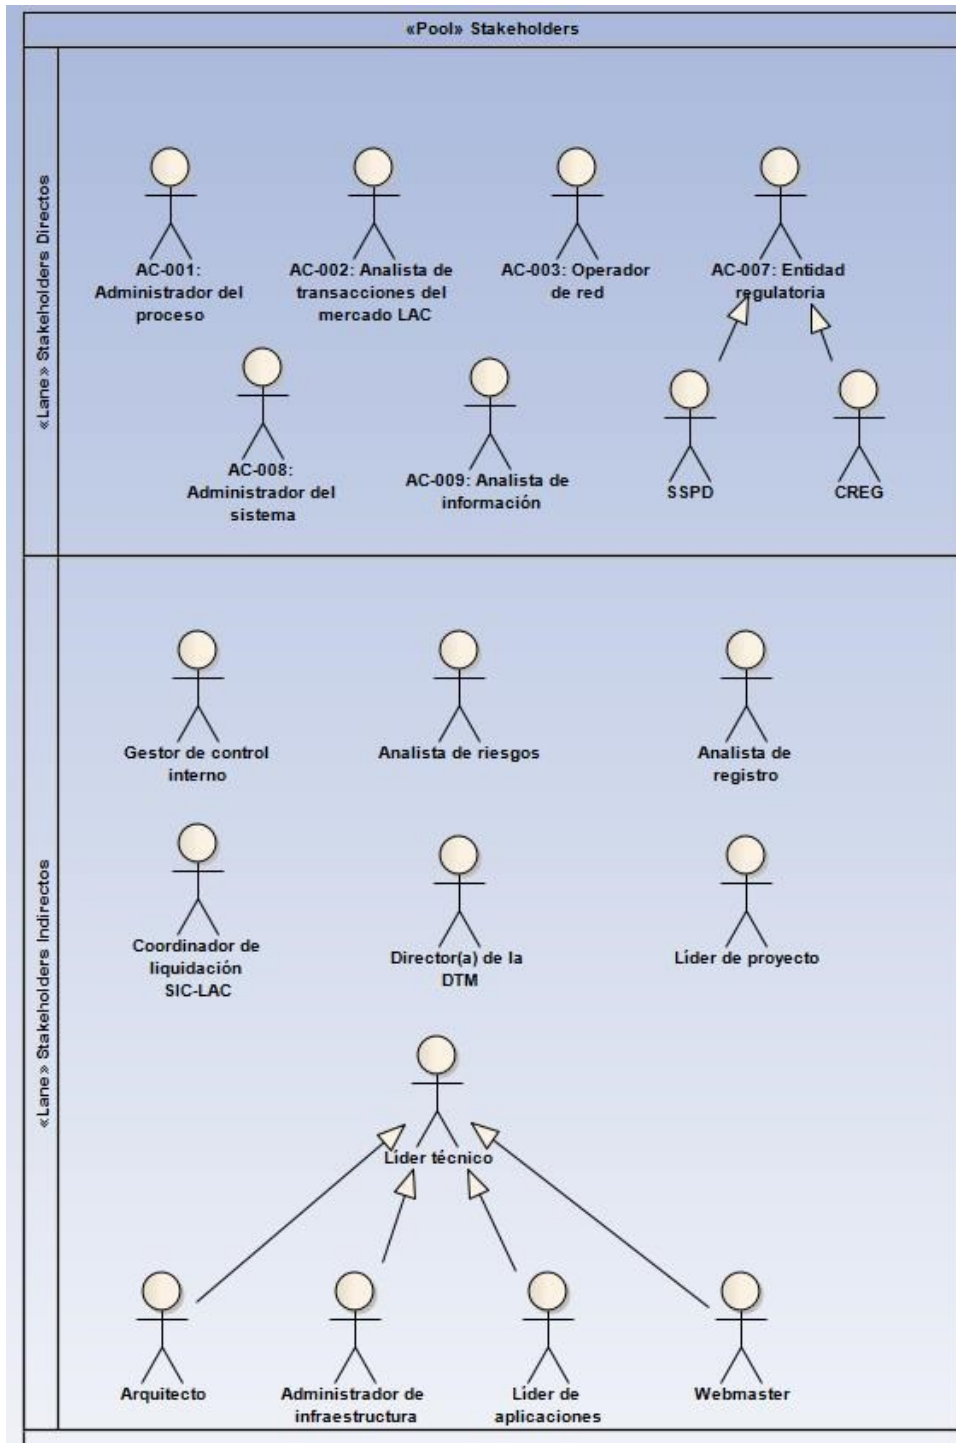 «Pool» Stakeholders
«Lane» Stakeholders Directos
AC-001:
Administrador del
proceso
AC-002: Analista de
transacciones del
mercado LAC
AC-003: Operador
de red
AC-007: Entidad
regulatoria
AC-008:
Administrador del
sistema
AC-009: Analista de
información
SSPD
CREG
«Lane» Stakeholders Indirectos
Gestor de control
interno
Analista de riesgos
Analista de
registro
Coordinador de
liquidación
SIC-LAC
Director(a) de la
DTM
Líder de proyecto
Líder técnico
Arquitecto
Administrador de
infraestructura
Líder de
aplicaciones
Webmaster